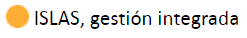 ISLAS, gestión integrada